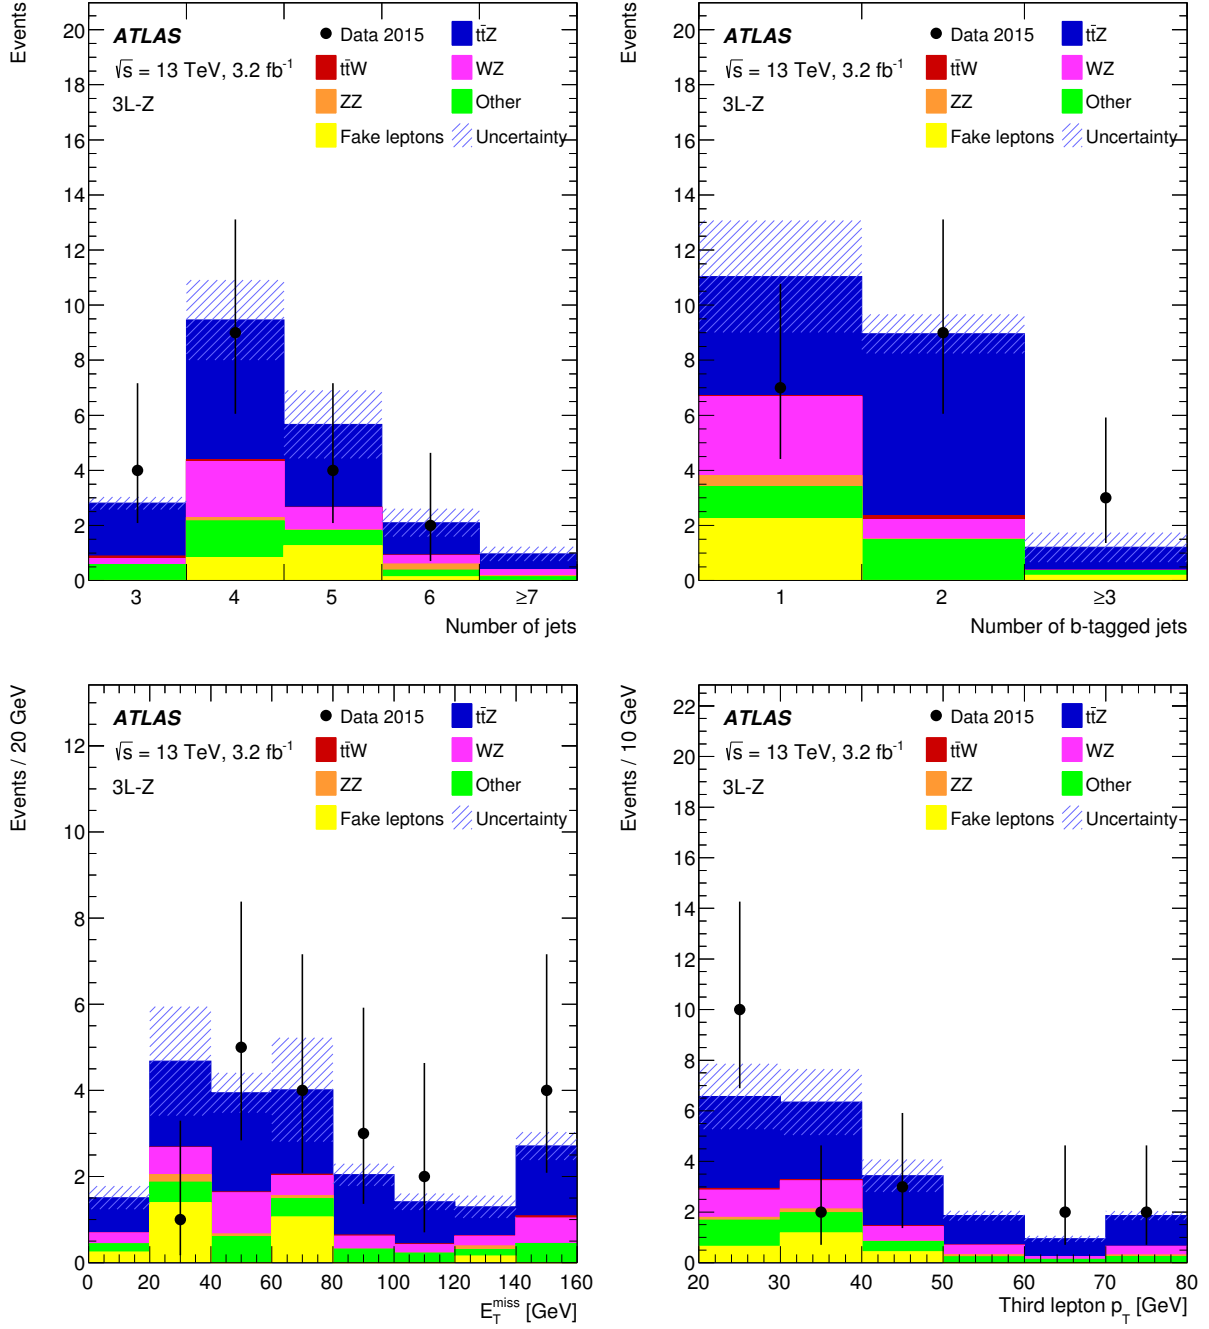 Events
20
18
16
14
12
10
8
6
4
2
0
ATLAS
√s = 13 TeV, 3.2 fb⁻¹
3L-Z
Data 2015
tt̄Z
tt̄W
WZ
ZZ
Other
Fake leptons
Uncertainty
3 4 5 6 ≥7
Number of jets
Events
20
18
16
14
12
10
8
6
4
2
0
ATLAS
√s = 13 TeV, 3.2 fb⁻¹
3L-Z
Data 2015
tt̄Z
tt̄W
WZ
ZZ
Other
Fake leptons
Uncertainty
1 2 ≥3
Number of b-tagged jets
Events / 20 GeV
12
10
8
6
4
2
0
ATLAS
√s = 13 TeV, 3.2 fb⁻¹
3L-Z
Data 2015
tt̄Z
tt̄W
WZ
ZZ
Other
Fake leptons
Uncertainty
0 20 40 60 80 100 120 140 160
E_T^miss [GeV]
Events / 10 GeV
22
20
18
16
14
12
10
8
6
4
2
0
ATLAS
√s = 13 TeV, 3.2 fb⁻¹
3L-Z
Data 2015
tt̄Z
tt̄W
WZ
ZZ
Other
Fake leptons
Uncertainty
20 30 40 50 60 70 80
Third lepton p_T [GeV]